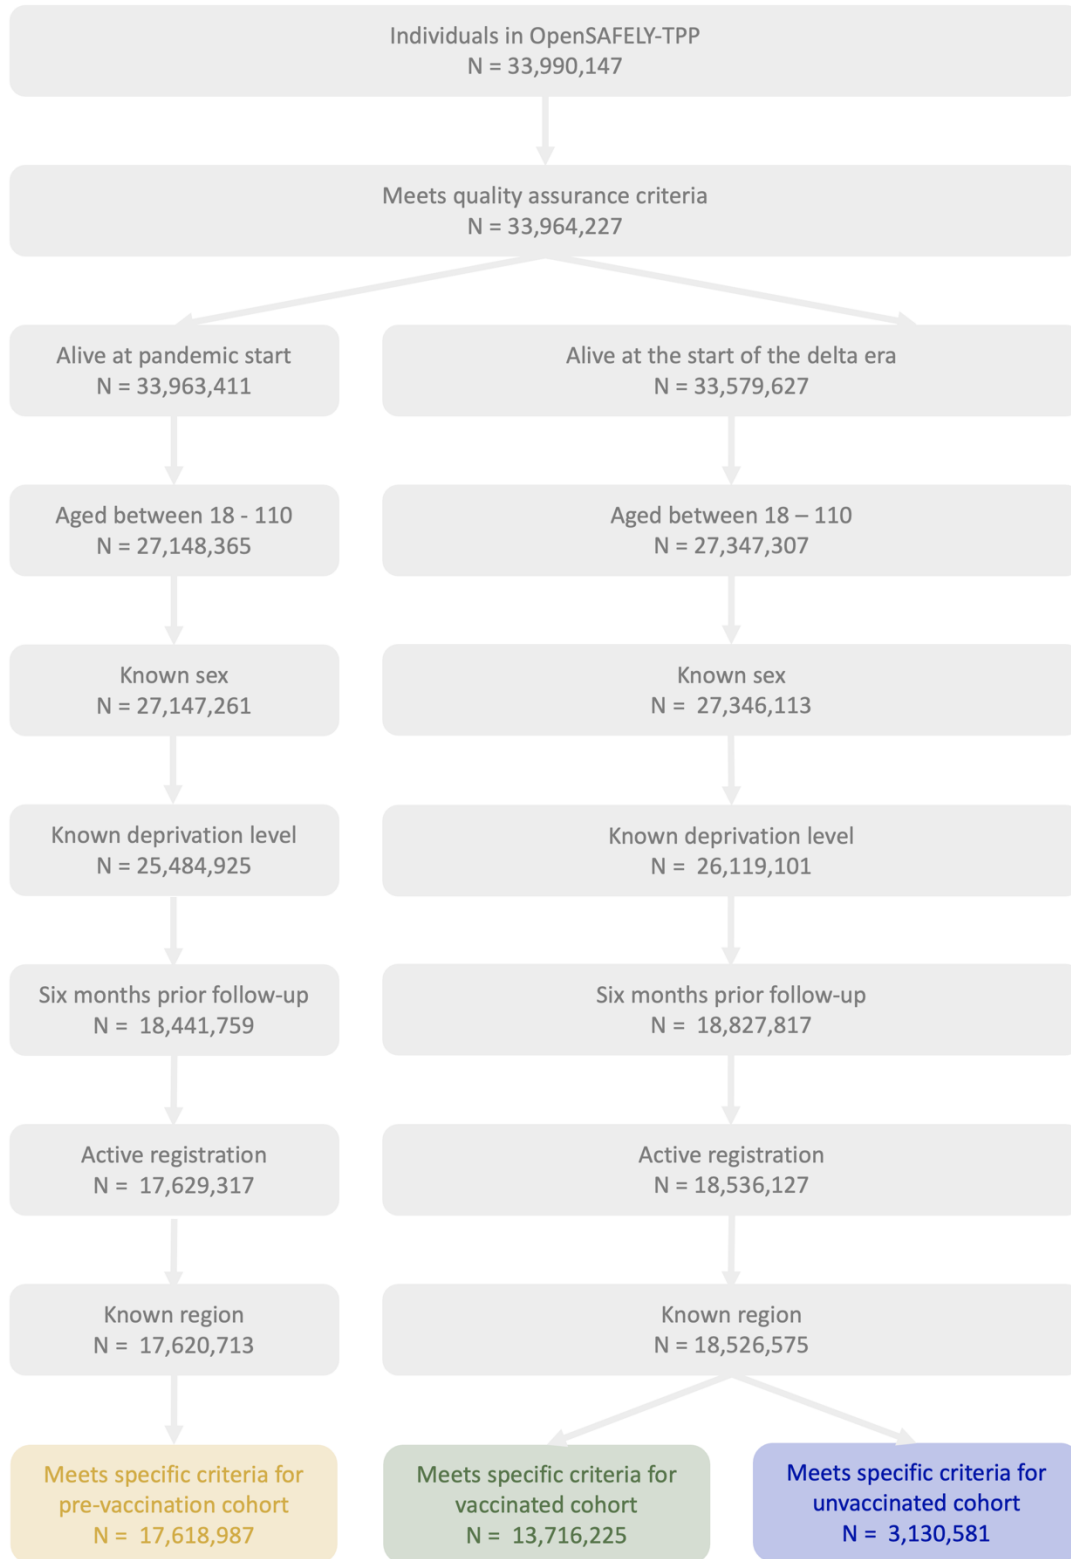 Individuals in OpenSAFELY-TPP
N = 33,990,147
Meets quality assurance criteria
N = 33,964,227
Alive at pandemic start
N = 33,963,411
Alive at the start of the delta era
N = 33,579,627
Aged between 18 - 110
N = 27,148,365
Aged between 18 – 110
N = 27,347,307
Known sex
N = 27,147,261
Known sex
N =  27,346,113
Known deprivation level
N = 25,484,925
Known deprivation level
N =  26,119,101
Six months prior follow-up
N =  18,441,759
Six months prior follow-up
N =  18,827,817
Active registration
N =  17,629,317
Active registration
N = 18,536,127
Known region
N =  17,620,713
Known region
N = 18,526,575
Meets specific criteria for
pre-vaccination cohort
N =  17,618,987
Meets specific criteria for
vaccinated cohort
N =  13,716,225
Meets specific criteria for
unvaccinated cohort
N =  3,130,581